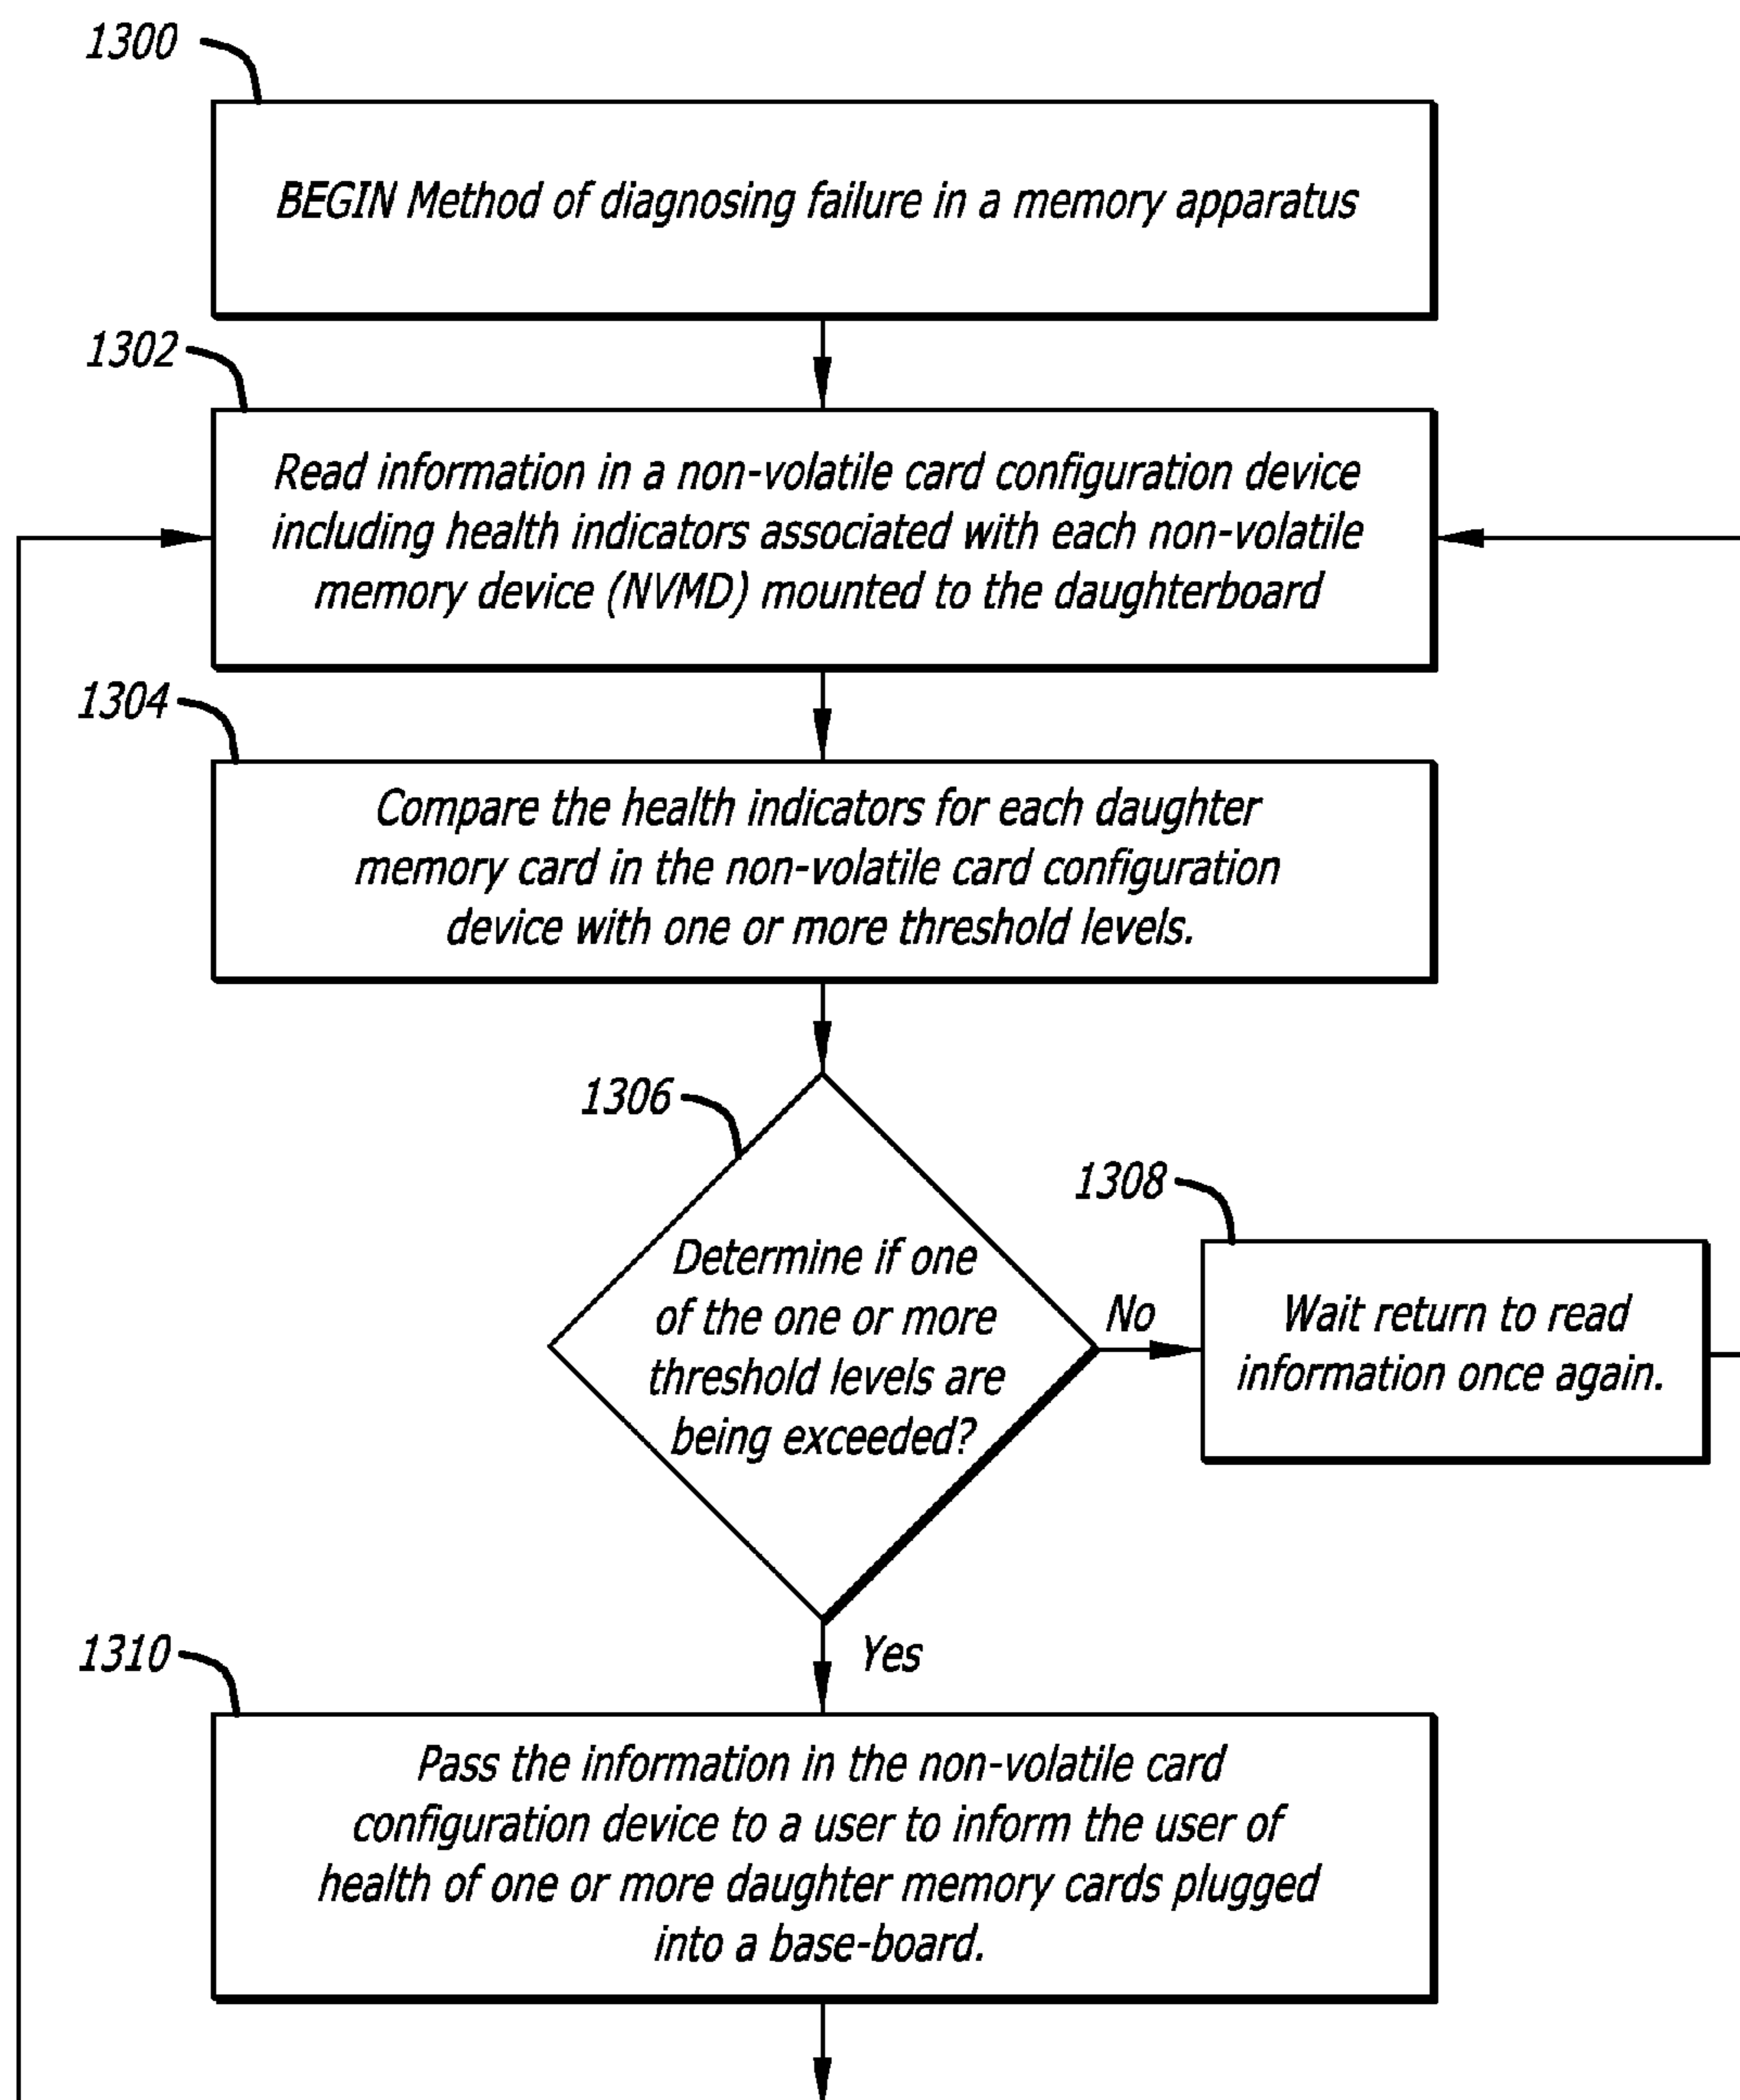 1300
BEGIN Method of diagnosing failure in a memory apparatus
1302
Read information in a non-volatile card configuration device
including health indicators associated with each non-volatile
memory device (NVMD) mounted to the daughterboard
1304
Compare the health indicators for each daughter
memory card in the non-volatile card configuration
device with one or more threshold levels.
1306
Determine if one
of the one or more
threshold levels are
being exceeded?
No
1308
Wait return to read
information once again.
Yes
1310
Pass the information in the non-volatile card
configuration device to a user to inform the user of
health of one or more daughter memory cards plugged
into a base-board.